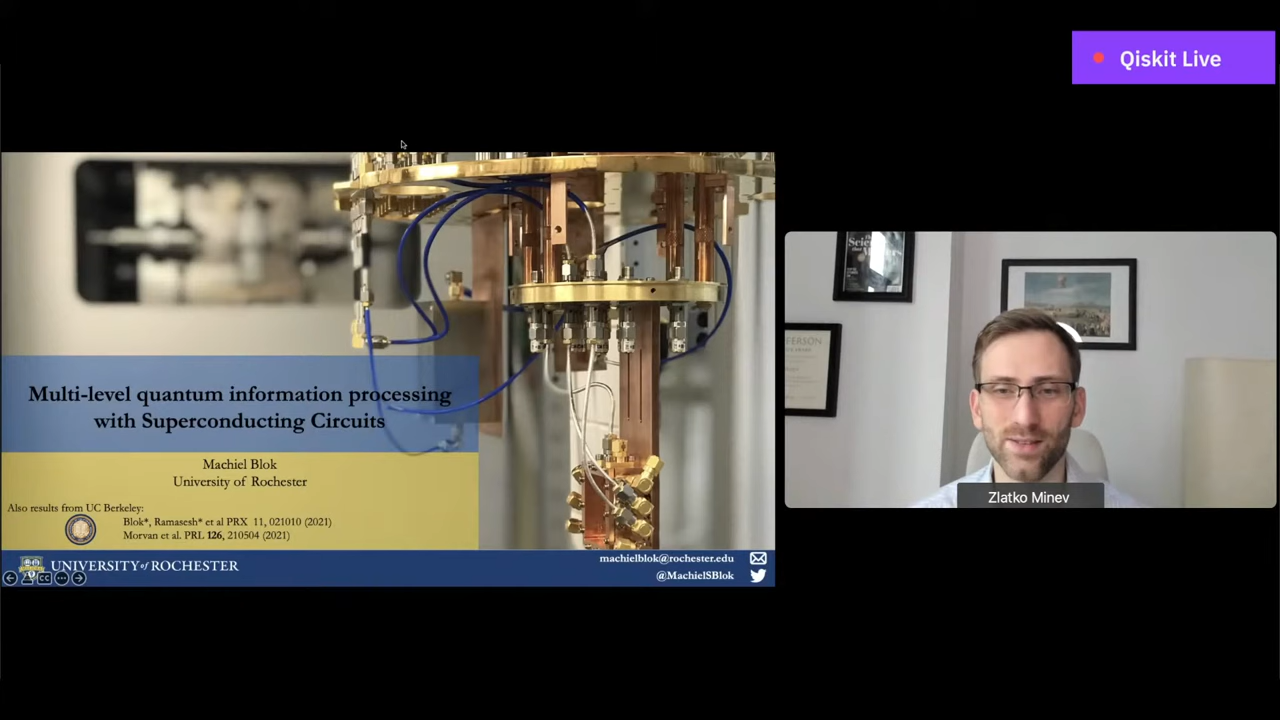 Qiskit Live
Multi-level quantum information processing
with Superconducting Circuits
Machiel Blok
University of Rochester
Also results from UC Berkeley:
Blok*, Ramasesh* et al PRX 11, 021010 (2021)
Morvan et al. PRL 126, 210504 (2021)
UNIVERSITY of ROCHESTER
machielblok@rochester.edu
@MachielSBlok
CC
Zlatko Minev